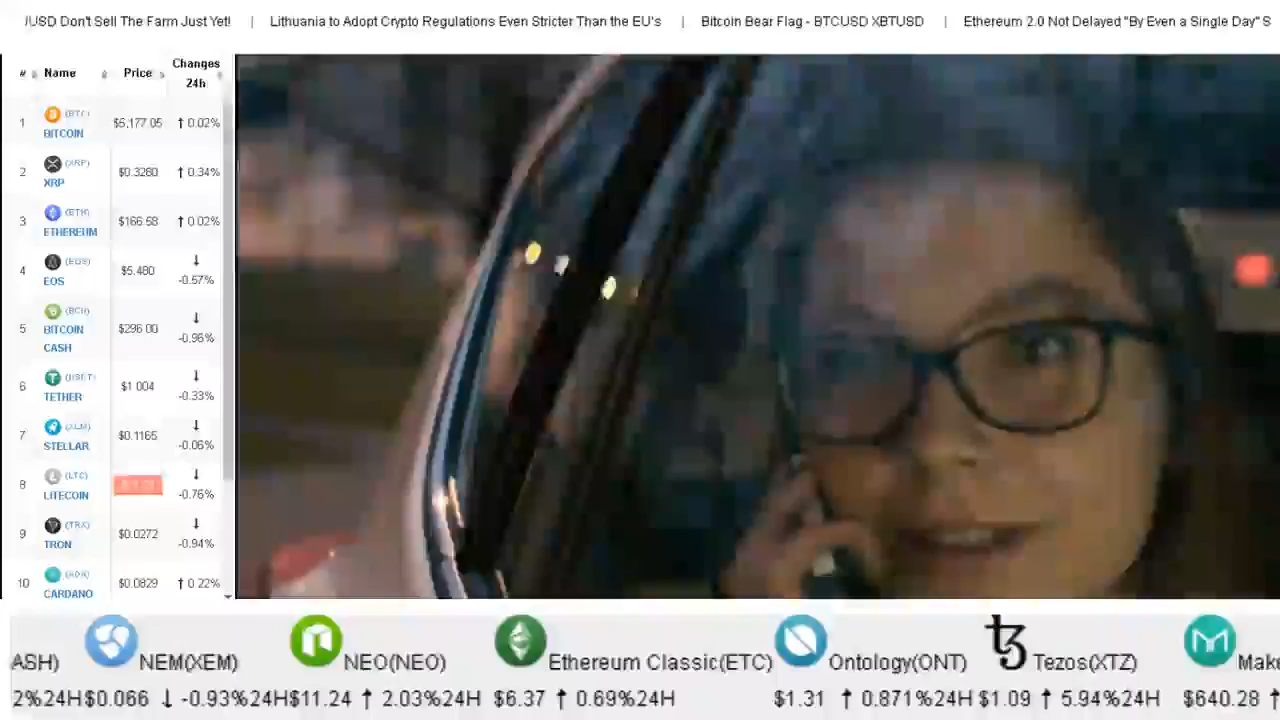 /USD Don't Sell The Farm Just Yet! | Lithuania to Adopt Crypto Regulations Even Stricter Than the EU's | Bitcoin Bear Flag - BTCUSD XBTUSD | Ethereum 2.0 Not Delayed "By Even a Single Day" S
# Name Price Changes 24h
1 (BTC) BITCOIN $5,177.05 ↑ 0.02%
2 (XRP) XRP $0.3280 ↑ 0.34%
3 (ETH) ETHEREUM $166.58 ↑ 0.02%
4 (EOS) EOS $5.480 ↓ -0.57%
5 (BCH) BITCOIN CASH $296.00 ↓ -0.96%
6 (USDT) TETHER $1.004 ↓ -0.33%
7 (XLM) STELLAR $0.1165 ↓ -0.06%
8 (LTC) LITECOIN ↓ -0.76%
9 (TRX) TRON $0.0272 ↓ -0.94%
10 (ADA) CARDANO $0.0829 ↑ 0.22%
ASH) NEM(XEM) NEO(NEO) Ethereum Classic(ETC) Ontology(ONT) Tezos(XTZ) Make
2%24H $0.066 ↓ -0.93%24H $11.24 ↑ 2.03%24H $6.37 ↑ 0.69%24H $1.31 ↑ 0.871%24H $1.09 ↑ 5.94%24H $640.28 ↑